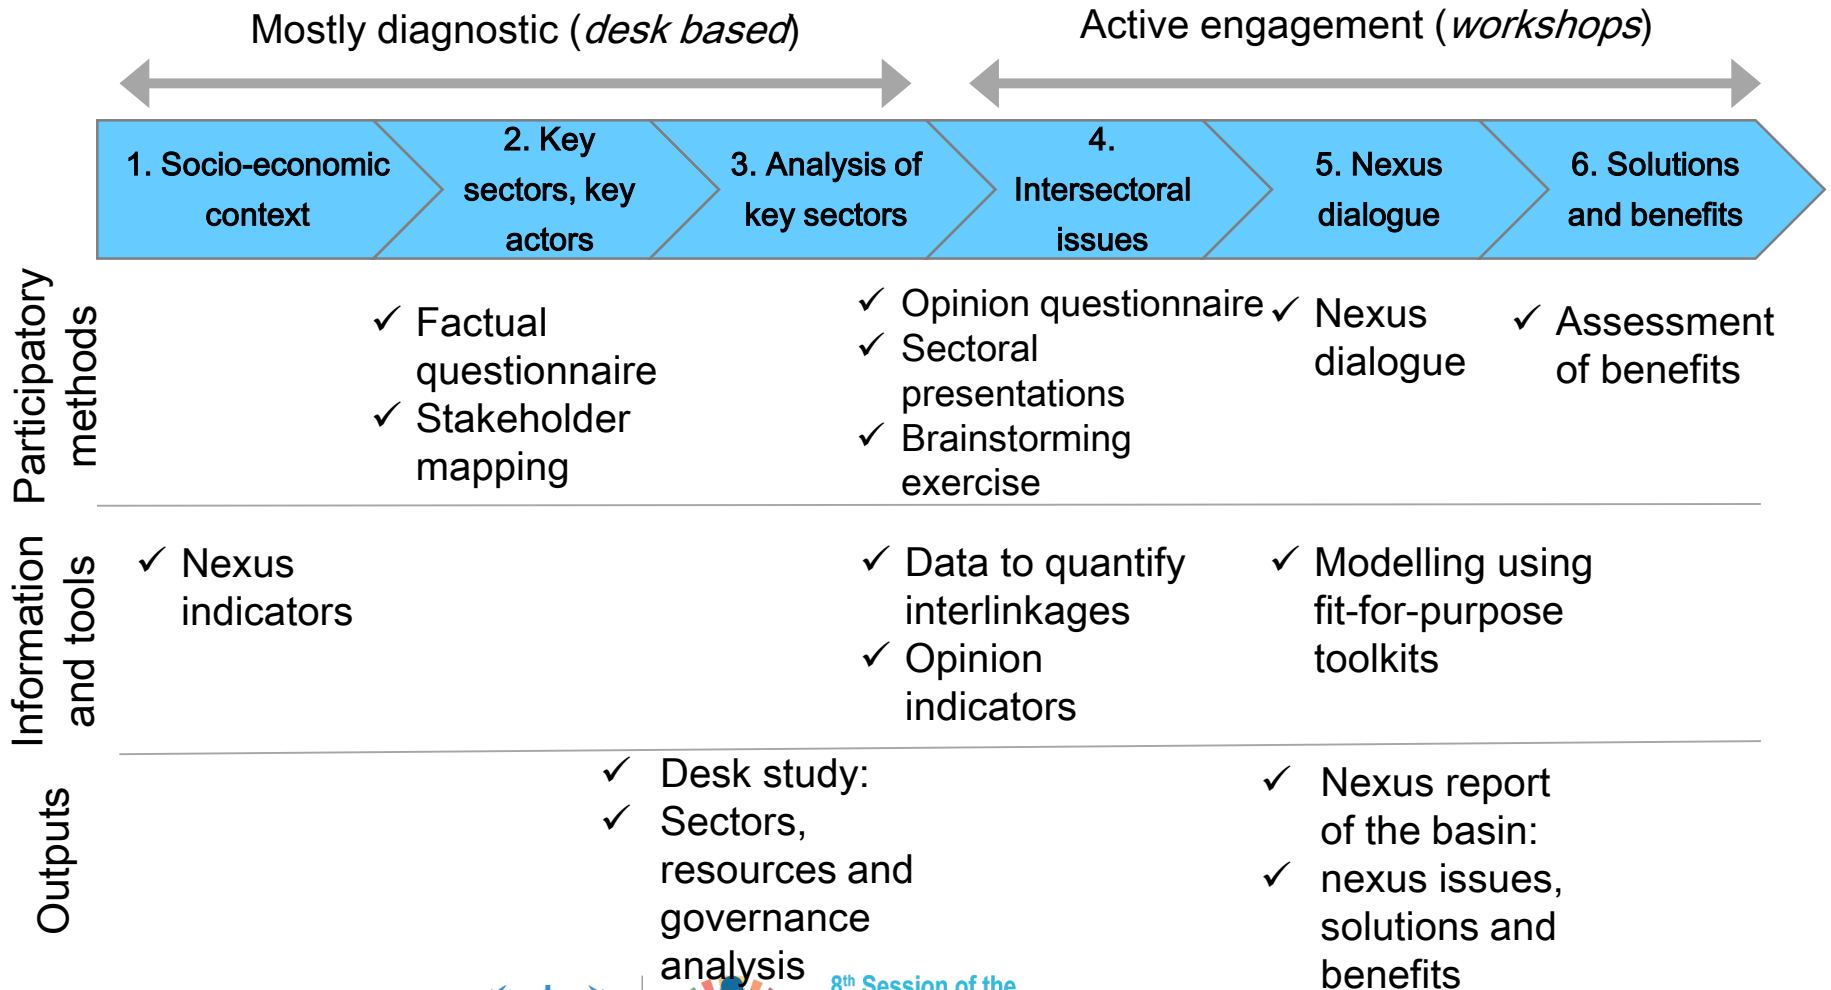 Mostly diagnostic (desk based)
Active engagement (workshops)
1. Socio-economic
context
2. Key
sectors, key
actors
3. Analysis of
key sectors
4.
Intersectoral
issues
5. Nexus
dialogue
6. Solutions
and benefits
Participatory
methods
✓ Factual
questionnaire
✓ Stakeholder
mapping
✓ Opinion questionnaire
✓ Sectoral
presentations
✓ Brainstorming
exercise
✓ Nexus
dialogue
✓ Assessment
of benefits
Information
and tools
✓ Nexus
indicators
✓ Data to quantify
interlinkages
✓ Opinion
indicators
✓ Modelling using
fit-for-purpose
toolkits
Outputs
✓ Desk study:
✓ Sectors,
resources and
governance
analysis
✓ Nexus report
of the basin:
✓ nexus issues,
solutions and
benefits
8th Session of the